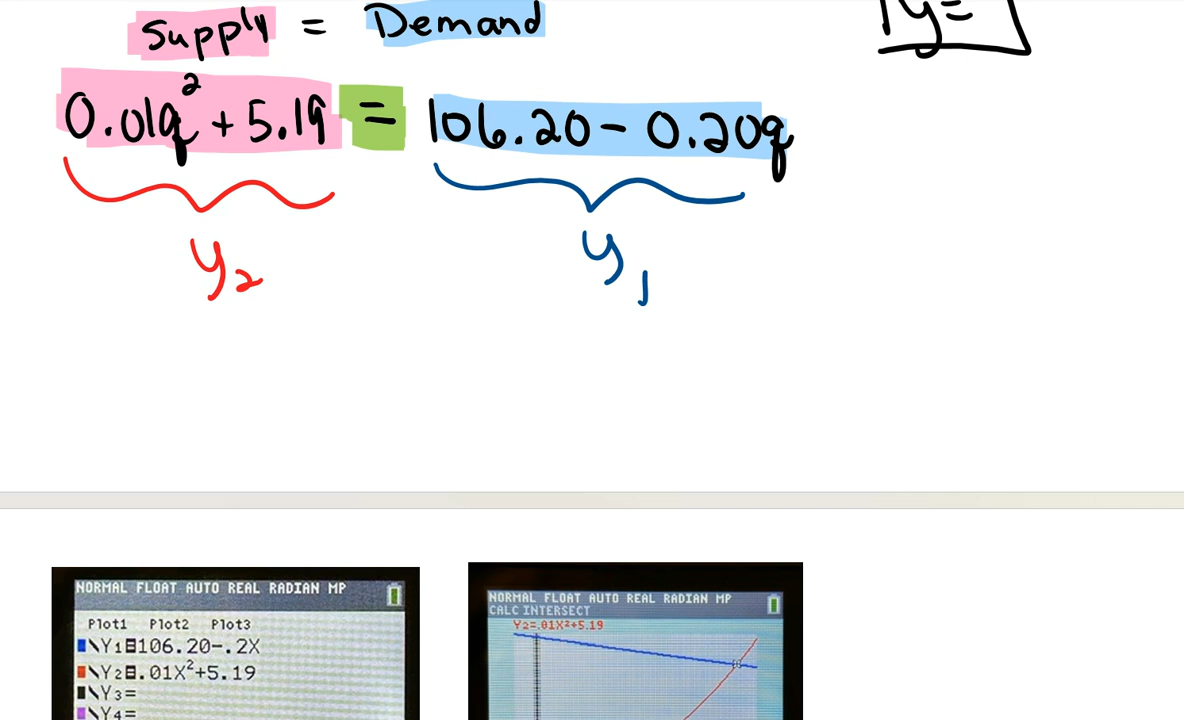 Supply = Demand
y=
0.01q² + 5.19 = 106.20 - 0.20q
y₂
y₁
NORMAL FLOAT AUTO REAL RADIAN MP
Plot1 Plot2 Plot3
\Y₁=106.20-.2X
\Y₂=.01X²+5.19
\Y₃=
\Y₄=
NORMAL FLOAT AUTO REAL RADIAN MP
CALC INTERSECT
Y2=.01X²+5.19